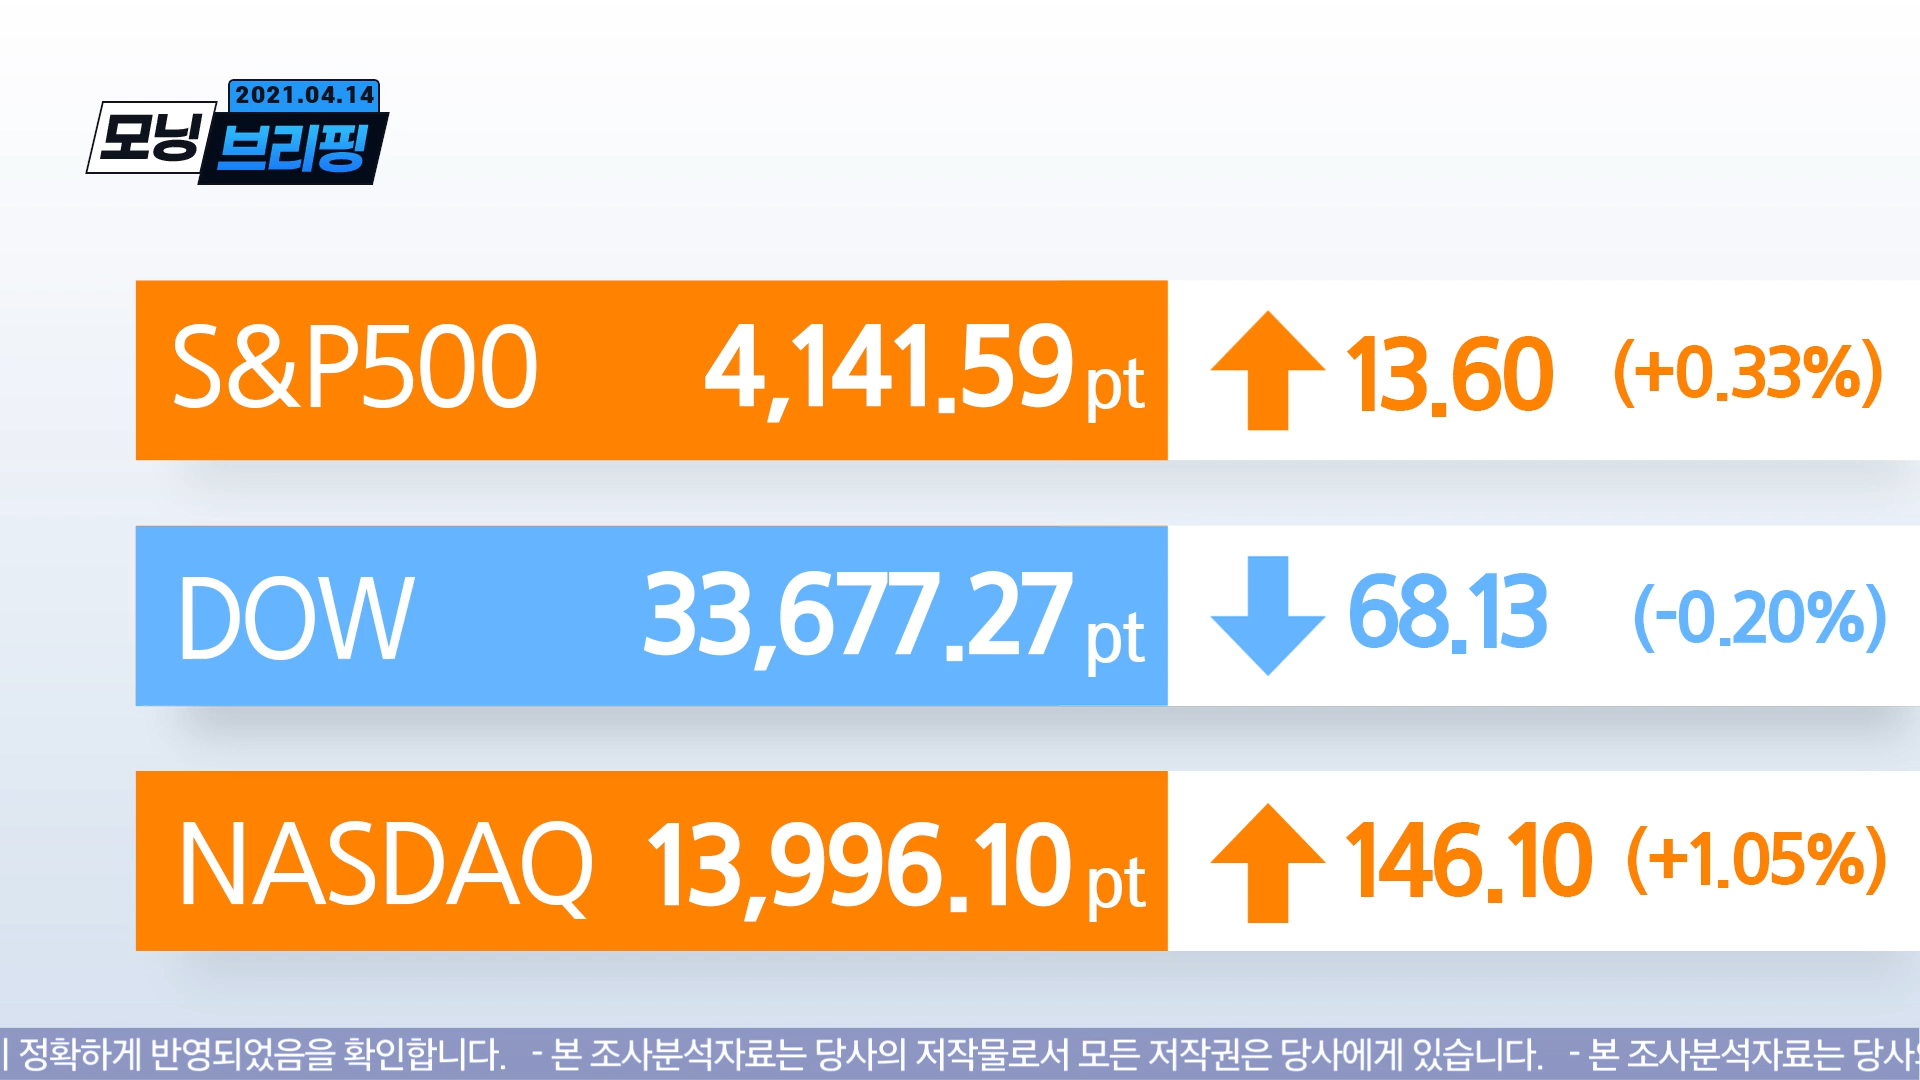 2021.04.14
모닝 브리핑
S&P500 4,141.59 pt 13.60 (+0.33%)
DOW 33,677.27 pt 68.13 (-0.20%)
NASDAQ 13,996.10 pt 146.10 (+1.05%)
정확하게 반영되었음을 확인합니다. - 본 조사분석자료는 당사의 저작물로서 모든 저작권은 당사에게 있습니다. - 본 조사분석자료는